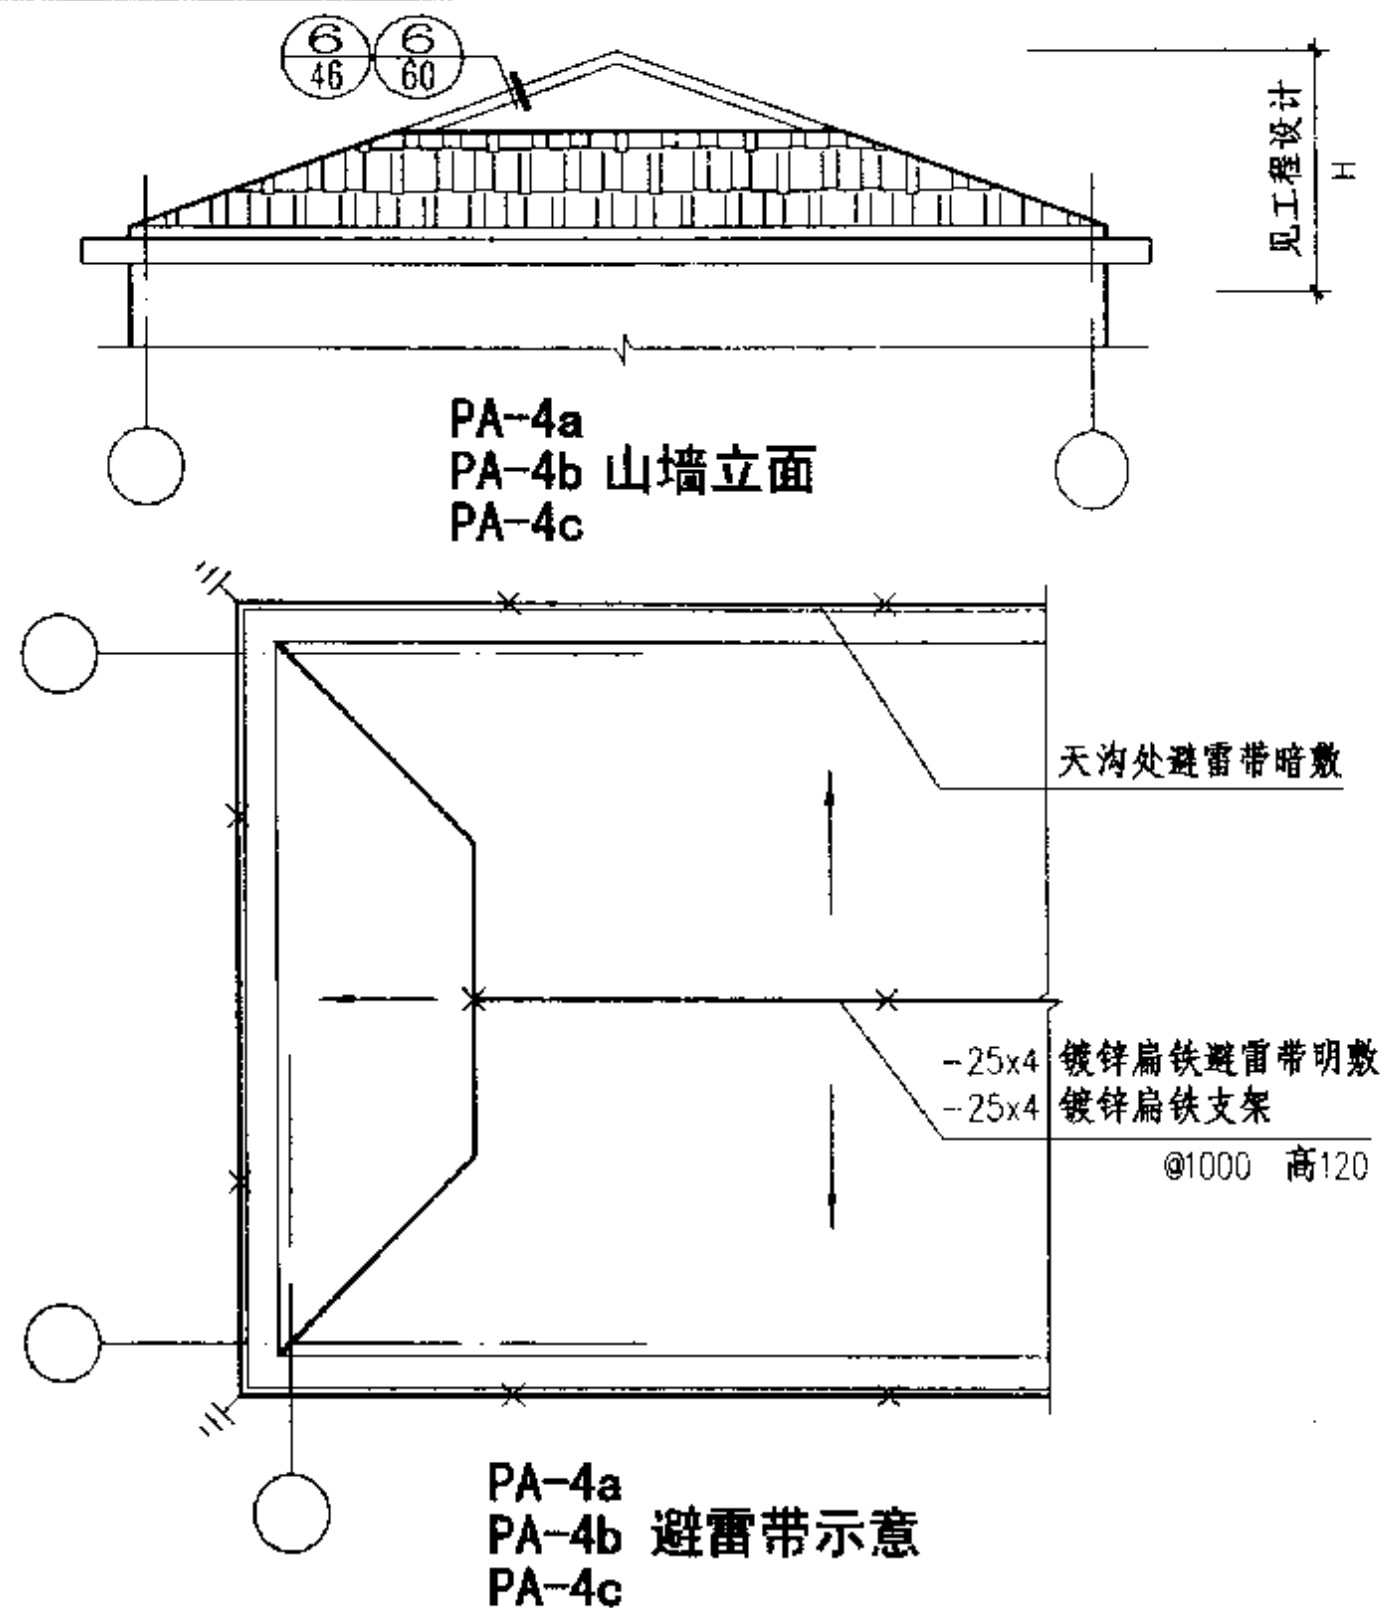 6 6
46 60
见工程设计
H
PA-4a
PA-4b 山墙立面
PA-4c
天沟处避雷带暗敷
-25x4 镀锌扁铁避雷带明敷
-25x4 镀锌扁铁支架
@1000 高120
PA-4a
PA-4b 避雷带示意
PA-4c